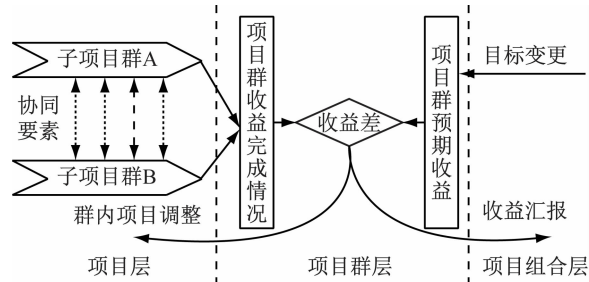 子项目群A
协同
要素
子项目群B
项目群收益完成情况
收益差
项目群预期收益
目标变更
群内项目调整
收益汇报
项目层
项目群层
项目组合层